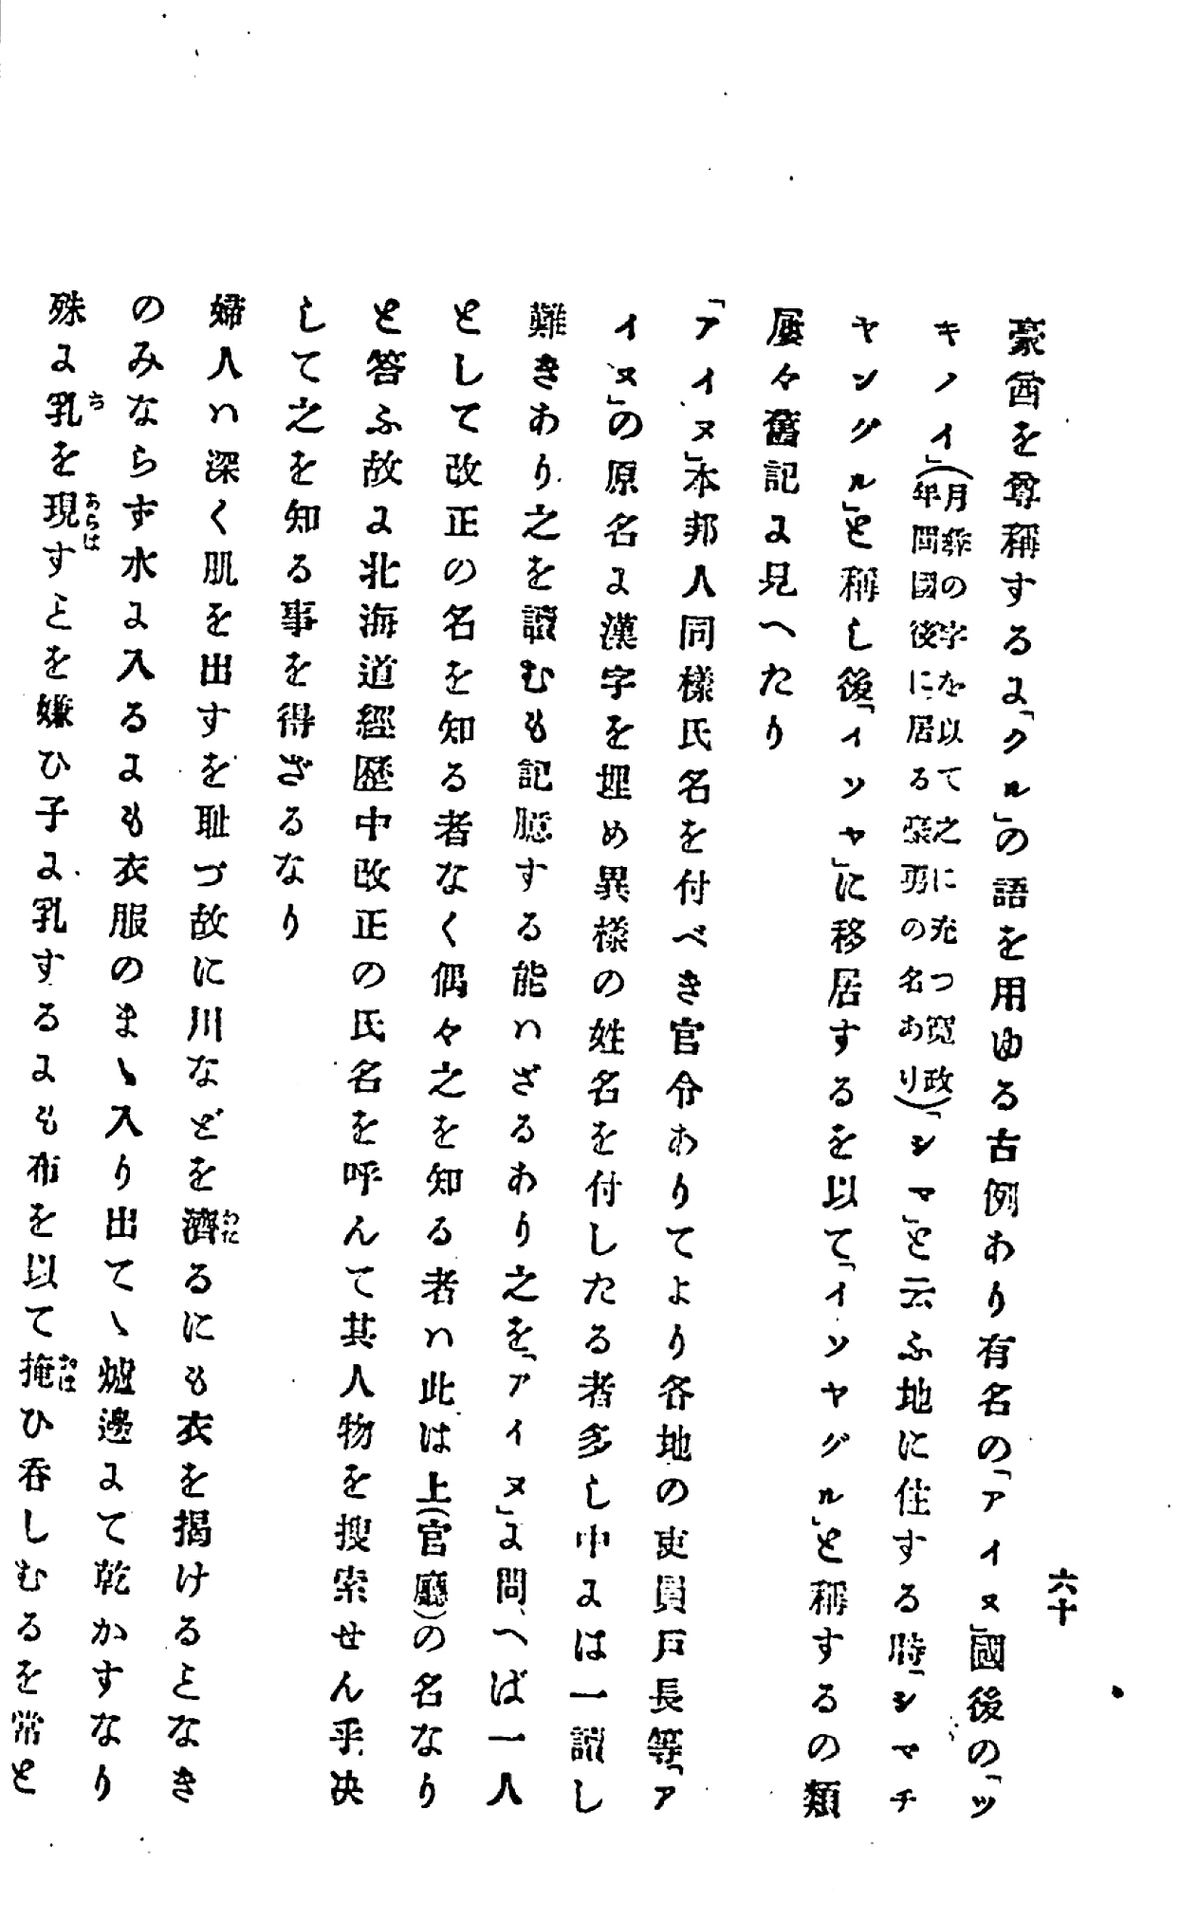 六十
豪酋を尊稱するに「クル」の語を用ゆる古例あり有名の「アイヌ」國後の「ツ
キノイ」(月彝の字を以て之に充つ寛政年間國後に居る豪勇の名あり)「シマ」と云ふ地に住する時「シマチ
ヤングル」と稱し後「イソヤ」に移居するを以て「イソヤグル」と稱するの類
屡々舊記に見へたり
「アイヌ」本邦人同樣氏名を付べき官令ありてより各地の吏員戸長等「ア
イヌ」の原名に漢字を埋め異樣の姓名を付したる者多し中には一讀し
難きあり之を讀むも記臆する能ハざるあり之を「アイヌ」に問へば一人
として改正の名を知る者なく偶々之を知る者ハ此は上(官廳)の名なり
と答ふ故に北海道經歴中改正の氏名を呼んて其人物を搜索せん乎决
して之を知る事を得ざるなり
婦人ハ深く肌を出すを耻づ故に川などを濟るにも衣を揭けるヿなき
のみならず水に入るにも衣服のまゝ入り出てゝ爐邊にて乾かすなり
殊に乳を現すヿを嫌ひ子に乳するにも布を以て掩ひ呑しむるを常と